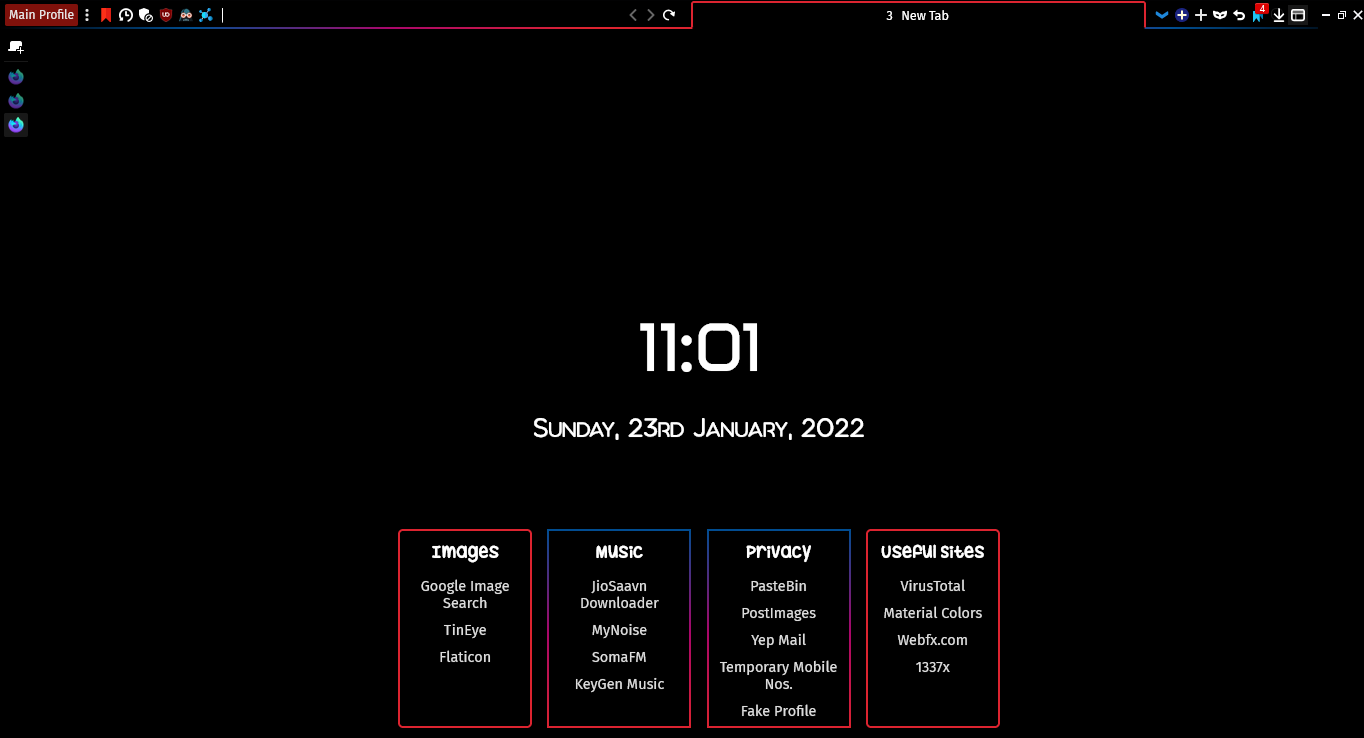 Main Profile
3 New Tab
4
11:01
Sunday, 23rd January, 2022
Images
Google Image
Search
TinEye
Flaticon
Music
JioSaavn
Downloader
MyNoise
SomaFM
KeyGen Music
Privacy
PasteBin
PostImages
Yep Mail
Temporary Mobile
Nos.
Fake Profile
Useful Sites
VirusTotal
Material Colors
Webfx.com
1337x